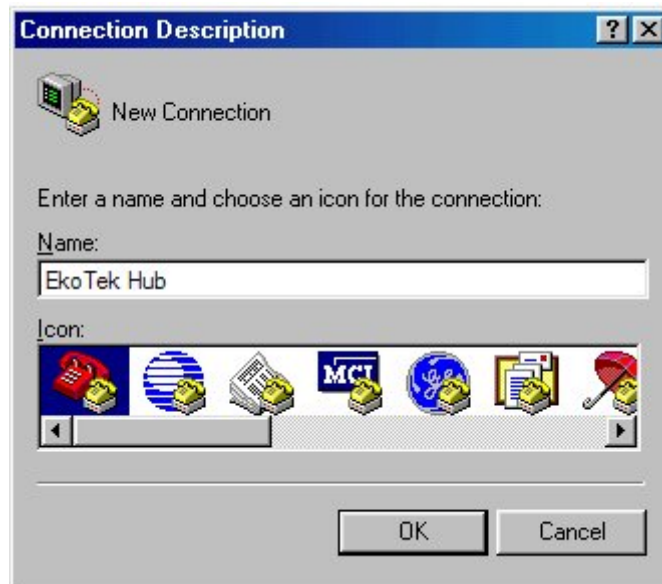 Connection Description
New Connection
Enter a name and choose an icon for the connection:
Name:
EkoTek Hub
Icon:
MCI
OK Cancel